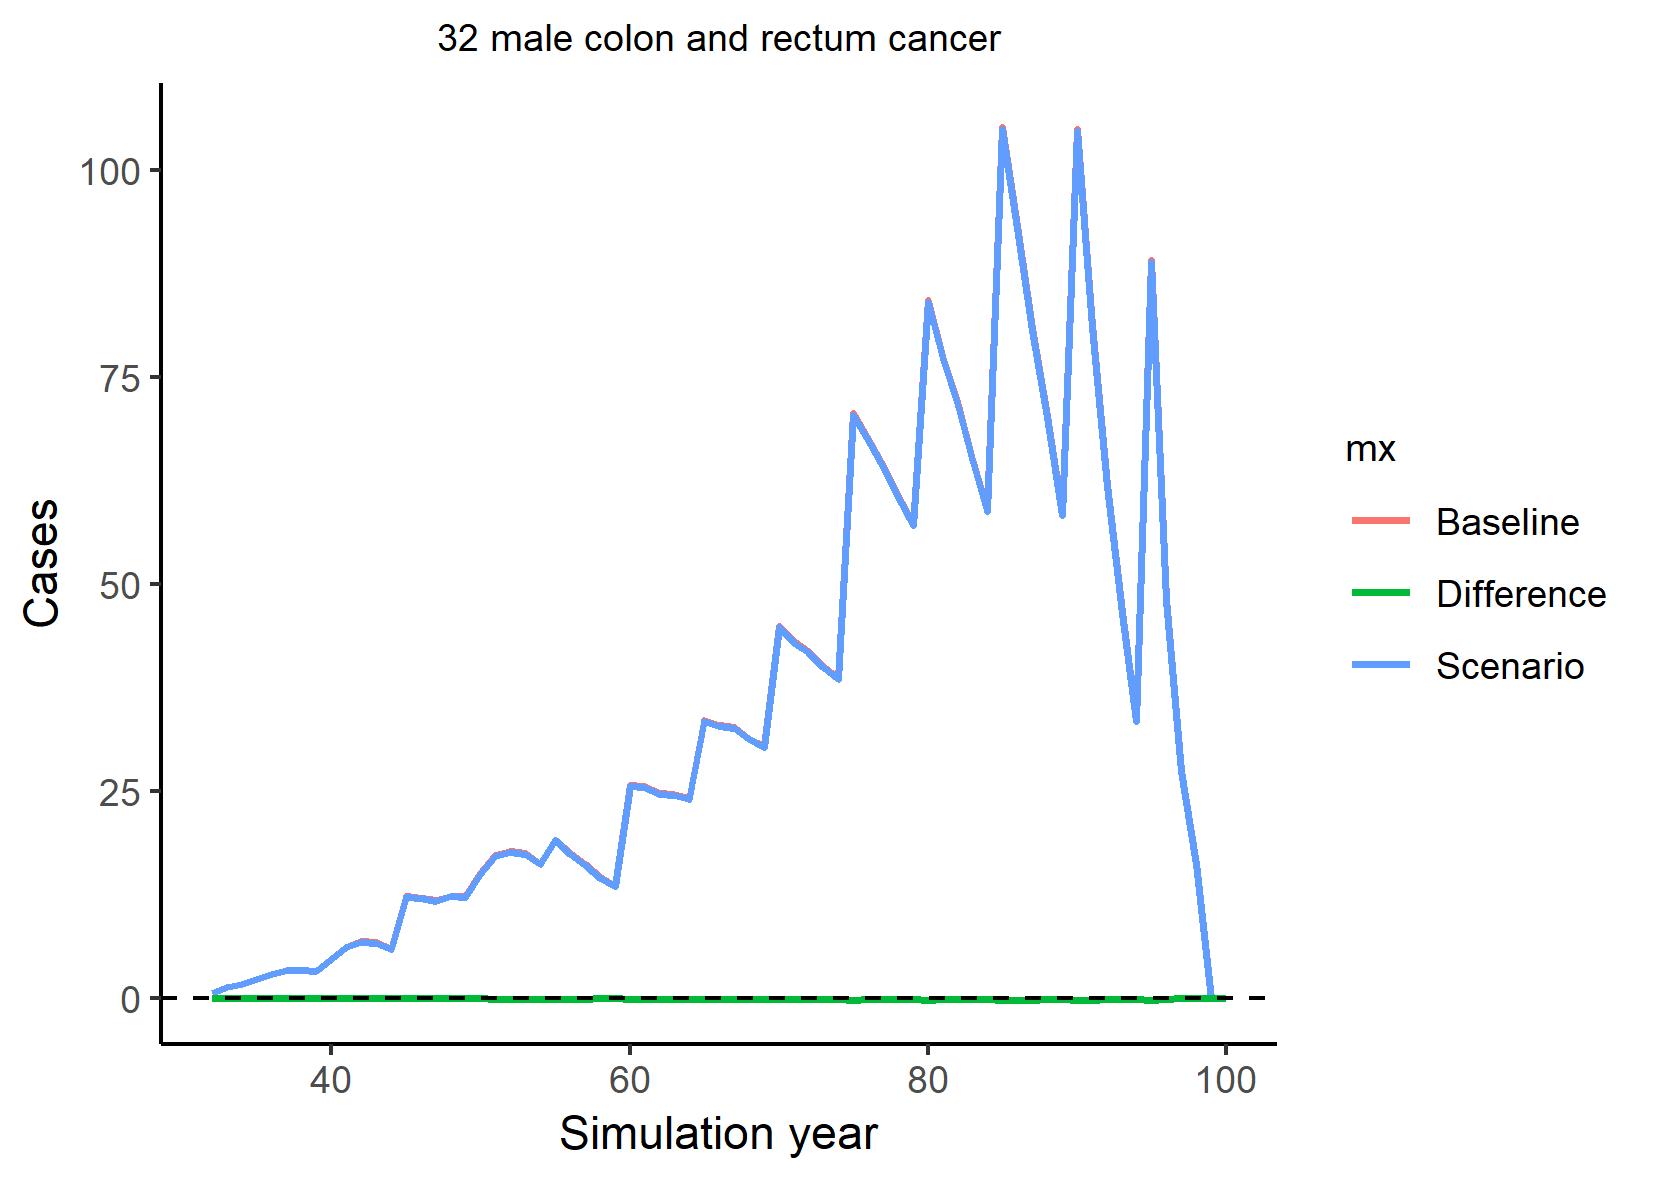 32 male colon and rectum cancer
Cases
100
75
50
25
0
40 60 80 100
Simulation year
mx
Baseline
Difference
Scenario